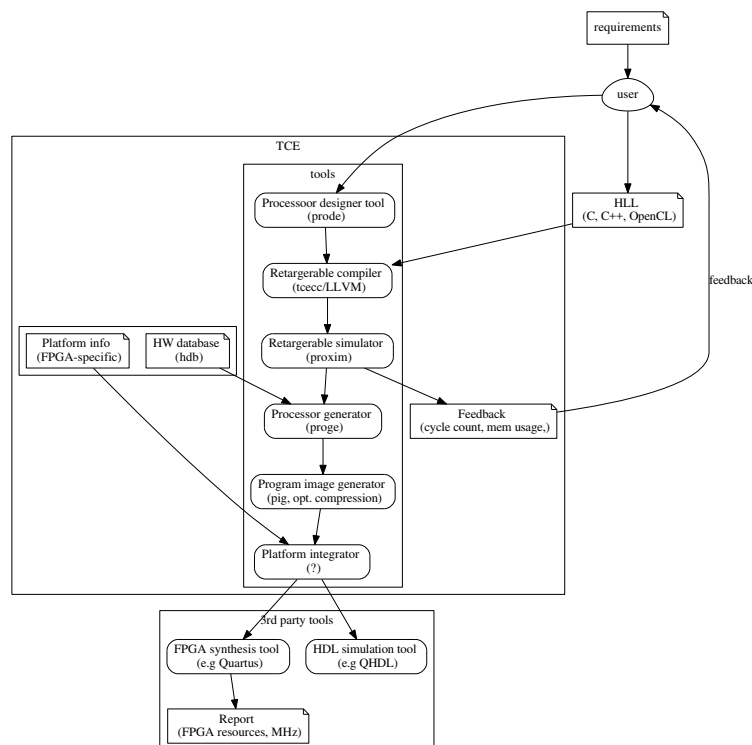 requirements
user
TCE
tools
Processoor designer tool
(prode)
HLL
(C, C++, OpenCL)
Retargerable compiler
(tcecc/LLVM)
feedback
Platform info
(FPGA-specific)
HW database
(hdb)
Retargerable simulator
(proxim)
Processor generator
(proge)
Feedback
(cycle count, mem usage,)
Program image generator
(pig, opt. compression)
Platform integrator
(?)
3rd party tools
FPGA synthesis tool
(e.g Quartus)
HDL simulation tool
(e.g QHDL)
Report
(FPGA resources, MHz)